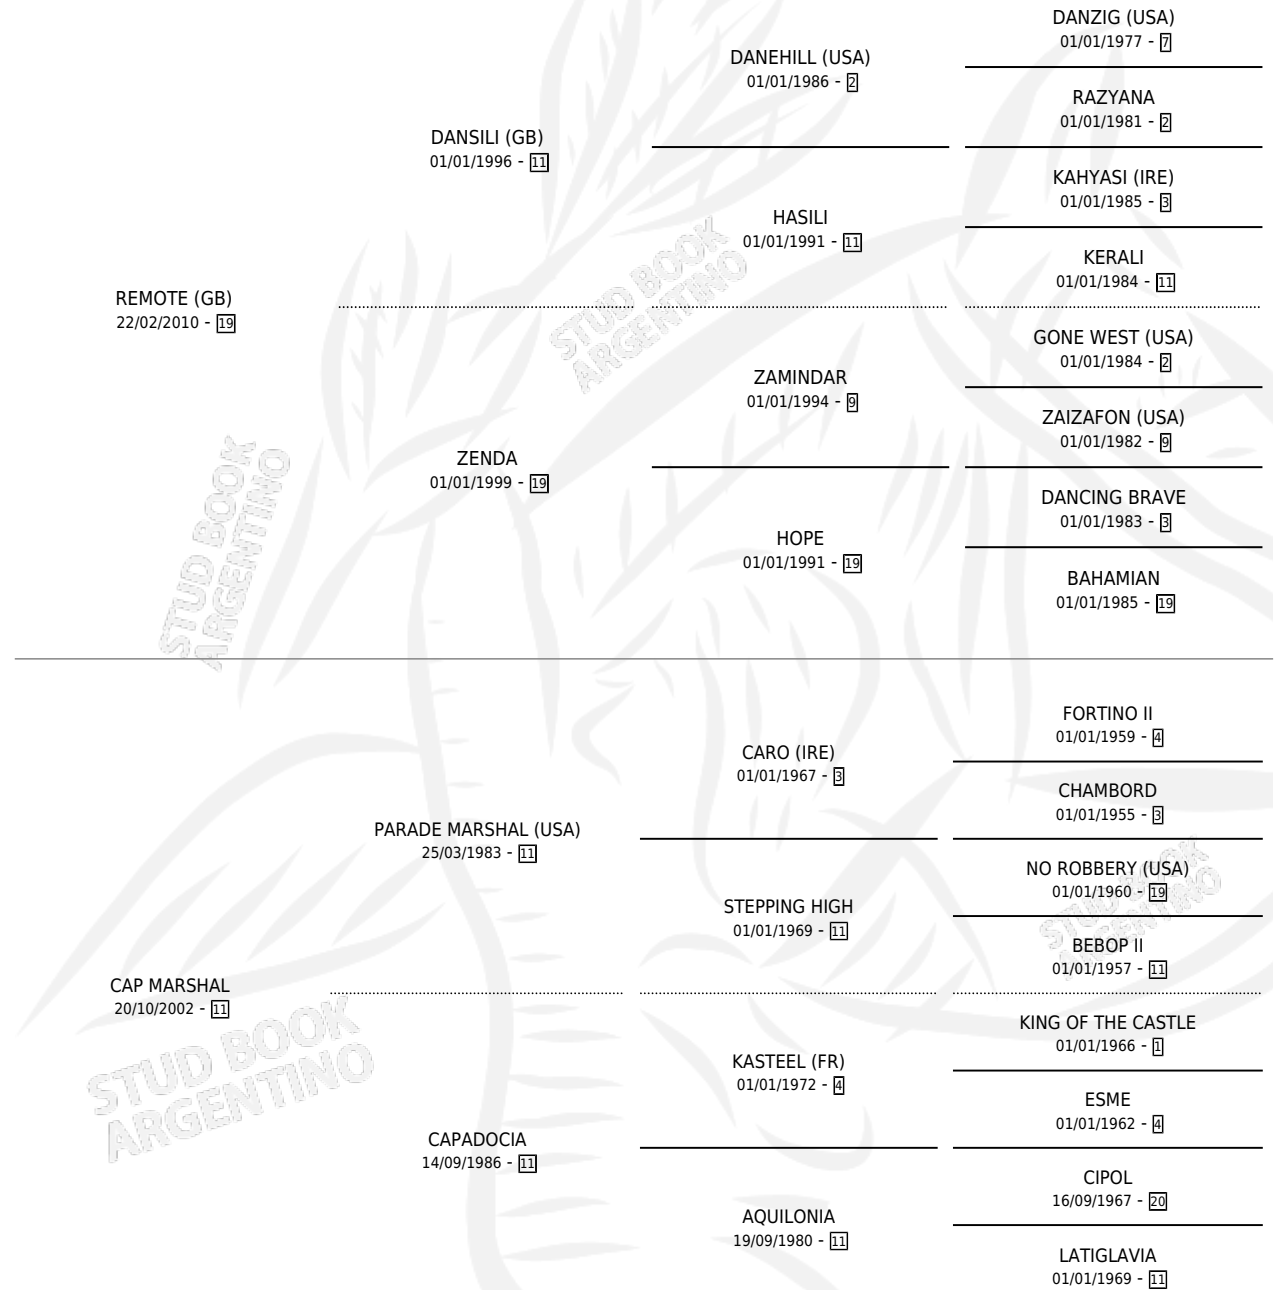 DANZIG (USA)
01/01/1977 - 7
DANEHILL (USA)
01/01/1986 - 2
RAZYANA
01/01/1981 - 2
DANSILI (GB)
01/01/1996 - 11
KAHYASI (IRE)
01/01/1985 - 3
HASILI
01/01/1991 - 11
KERALI
01/01/1984 - 11
REMOTE (GB)
22/02/2010 - 19
GONE WEST (USA)
01/01/1984 - 2
ZAMINDAR
01/01/1994 - 9
ZAIZAFON (USA)
01/01/1982 - 9
ZENDA
01/01/1999 - 19
DANCING BRAVE
01/01/1983 - 3
HOPE
01/01/1991 - 19
BAHAMIAN
01/01/1985 - 19
STUD BOOK
ARGENTINO
STUD BOOK
ARGENTINO
FORTINO II
01/01/1959 - 4
CARO (IRE)
01/01/1967 - 3
CHAMBORD
01/01/1955 - 3
PARADE MARSHAL (USA)
25/03/1983 - 11
NO ROBBERY (USA)
01/01/1960 - 19
STEPPING HIGH
01/01/1969 - 11
BEBOP II
01/01/1957 - 11
CAP MARSHAL
20/10/2002 - 11
KING OF THE CASTLE
01/01/1966 - 1
KASTEEL (FR)
01/01/1972 - 4
ESME
01/01/1962 - 4
CAPADOCIA
14/09/1986 - 11
CIPOL
16/09/1967 - 20
AQUILONIA
19/09/1980 - 11
LATIGLAVIA
01/01/1969 - 11
STUD BOOK
ARGENTINO
STUD BOOK
ARGENTINO